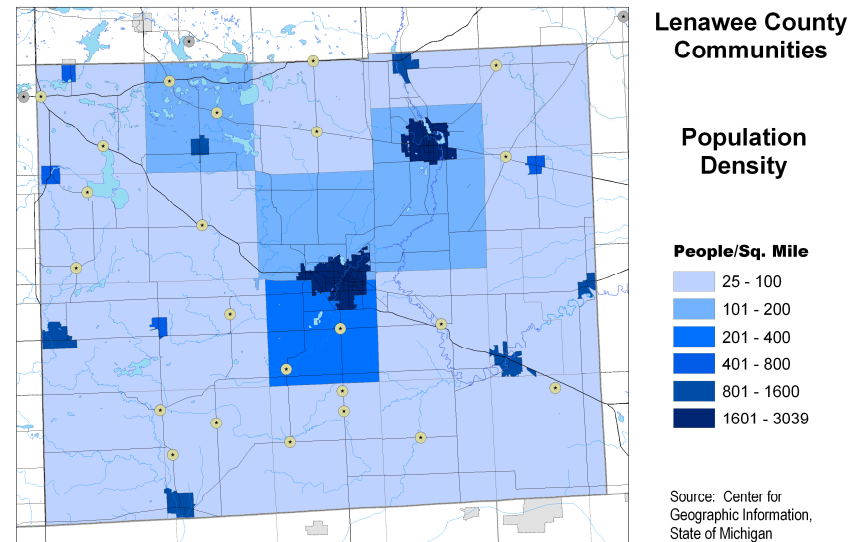 Lenawee County
Communities
Population
Density
People/Sq. Mile
25 - 100
101 - 200
201 - 400
401 - 800
801 - 1600
1601 - 3039
Source: Center for
Geographic Information,
State of Michigan